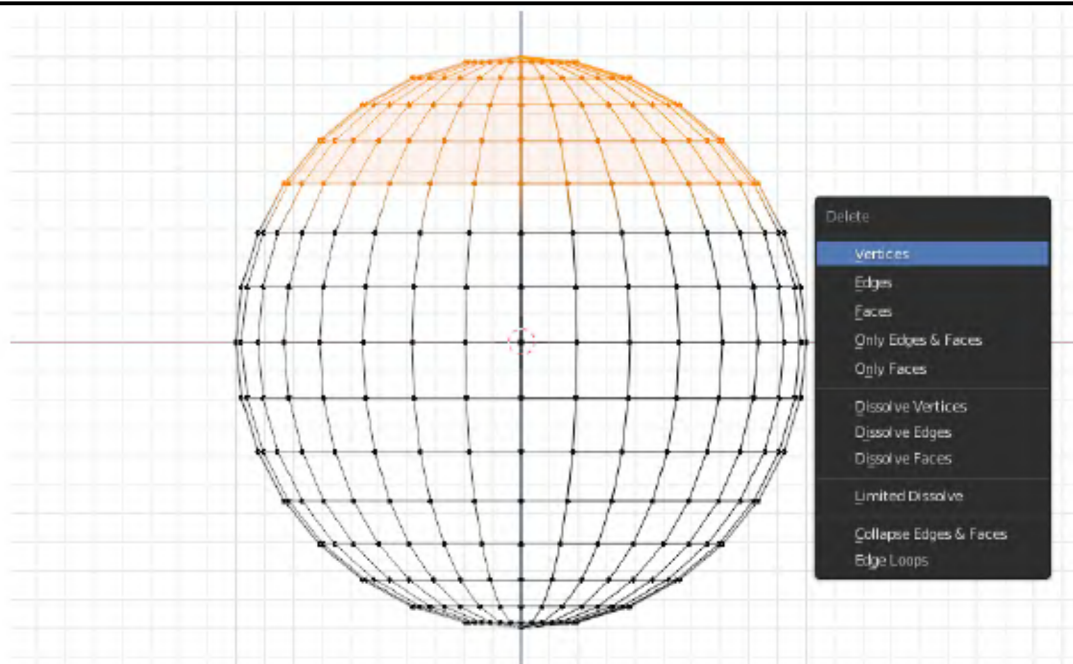 Delete
Vertices
Edges
Faces
Only Edges & Faces
Only Faces
Dissolve Vertices
Dissolve Edges
Dissolve Faces
Limited Dissolve
Collapse Edges & Faces
Edge Loops